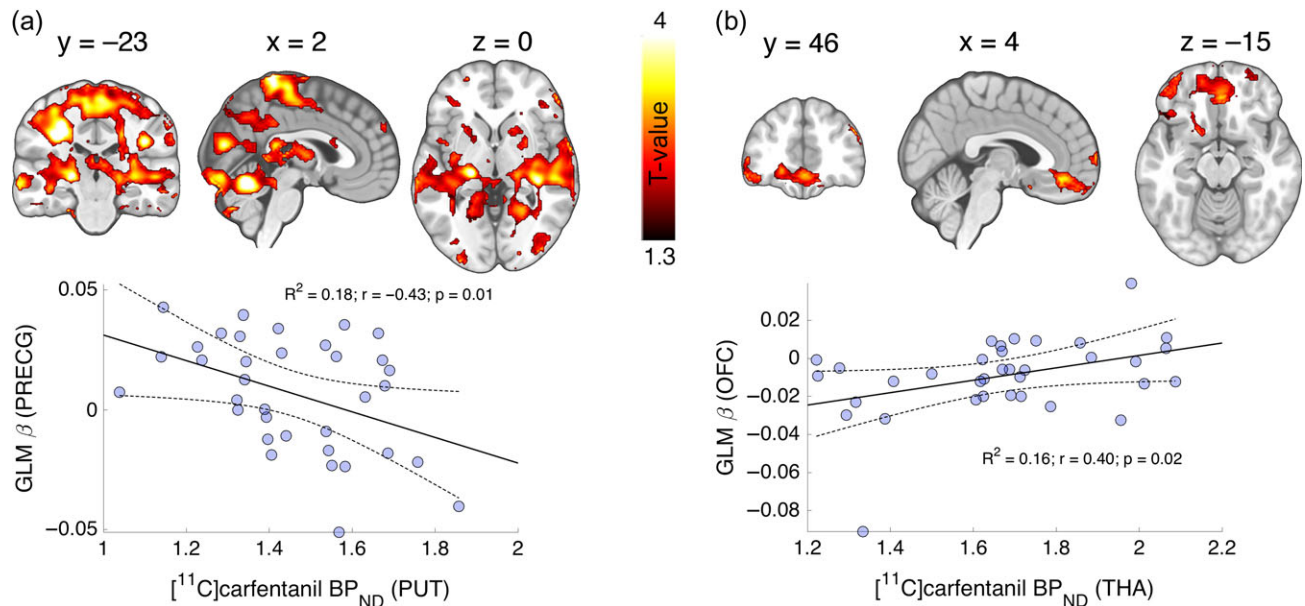 (a)
y = −23
x = 2
z = 0
4
T-value
1.3
R² = 0.18; r = −0.43; p = 0.01
0.05
0
−0.05
GLM β (PRECG)
1
1.2
1.4
1.6
1.8
2
[¹¹C]carfentanil BP_ND (PUT)
(b)
y = 46
x = 4
z = −15
0.02
0
−0.02
−0.04
−0.06
−0.08
GLM β (OFC)
R² = 0.16; r = 0.40; p = 0.02
1.2
1.4
1.6
1.8
2
2.2
[¹¹C]carfentanil BP_ND (THA)